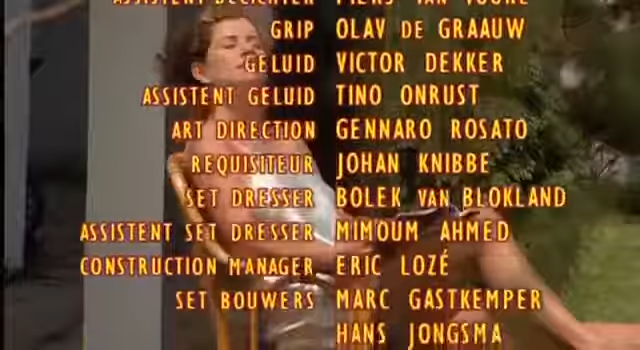 GRIP OLAV DE GRAAUW
GELUID VICTOR DEKKER
ASSISTENT GELUID TINO ONRUST
ART DIRECTION GENNARO ROSATO
REQUISITEUR JOHAN KNIBBE
SET DRESSER BOLEK VAN BLOKLAND
ASSISTENT SET DRESSER MIMOUM AHMED
CONSTRUCTION MANAGER ERIC LOZÉ
SET BOUWERS MARC GASTKEMPER
HANS JONGSMA